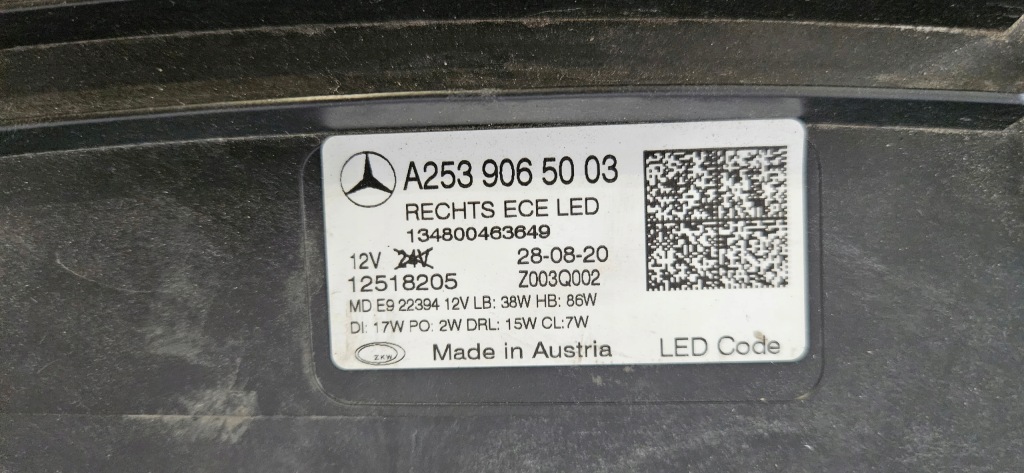 A253 906 50 03
RECHTS ECE LED
134800463649
12V 24V 28-08-20
12518205 Z003Q002
MD E9 22394 12V LB: 38W HB: 86W
DI: 17W PO: 2W DRL: 15W CL:7W
ZKW Made in Austria LED Code